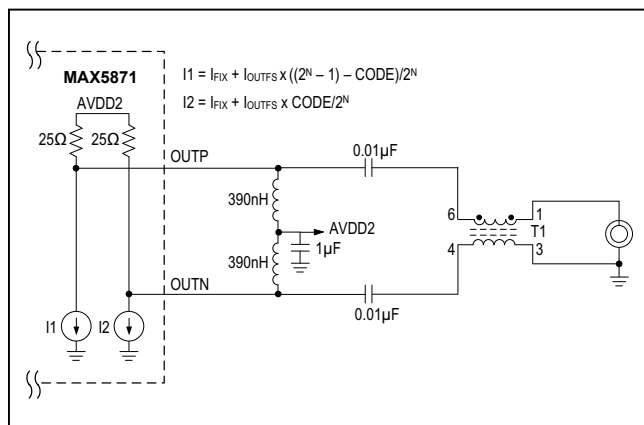 MAX5871
I1 = IFIX + IOUTFS x ((2ᴺ – 1) – CODE)/2ᴺ
I2 = IFIX + IOUTFS x CODE/2ᴺ
AVDD2
25Ω 25Ω
OUTP
0.01µF
390nH
6 1
AVDD2
T1
1µF
4 3
390nH
OUTN
0.01µF
I1 I2